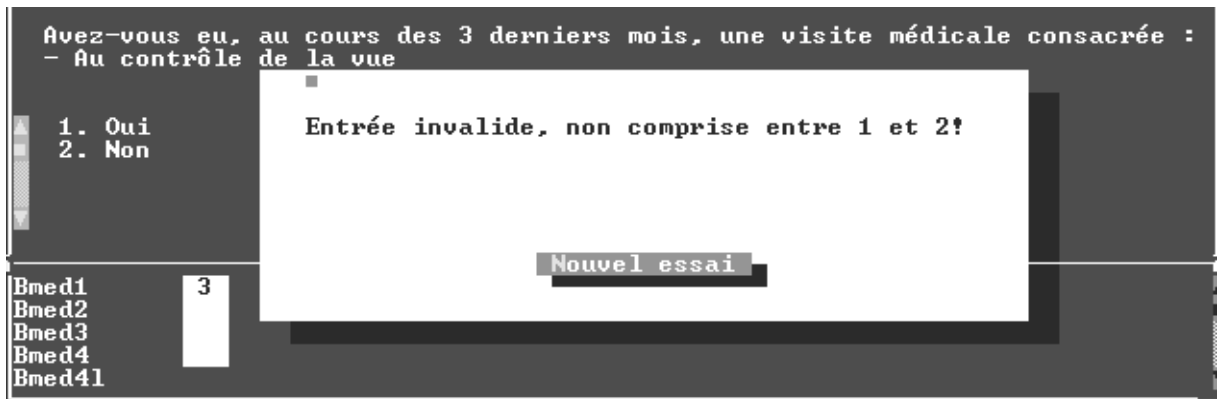 Avez-vous eu, au cours des 3 derniers mois, une visite médicale consacrée :
- Au contrôle de la vue
1. Oui
2. Non
Entrée invalide, non comprise entre 1 et 2!
Nouvel essai
Bmed1 3
Bmed2
Bmed3
Bmed4
Bmed4l